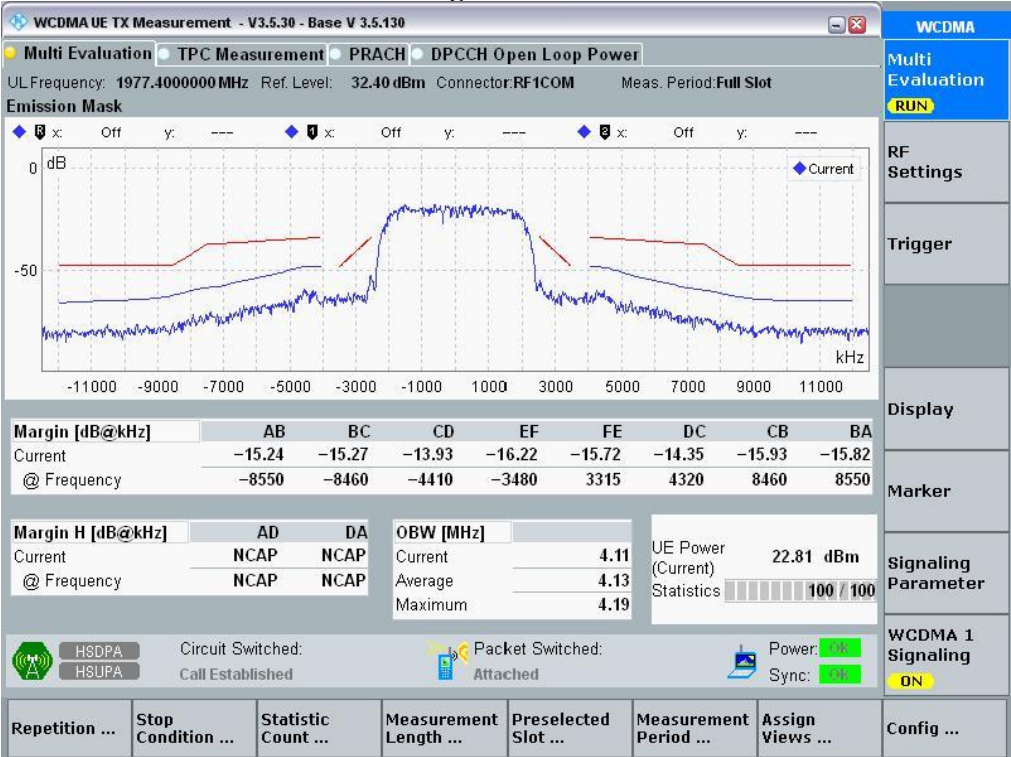 WCDMA UE TX Measurement - V3.5.30 - Base V 3.5.130
WCDMA
Multi Evaluation TPC Measurement PRACH DPCCH Open Loop Power
Multi
Evaluation
RUN
UL Frequency: 1977.4000000 MHz Ref. Level: 32.40 dBm Connector:RF1COM Meas. Period:Full Slot
Emission Mask
R x: Off y: --- 1 x: Off y: --- 2 x: Off y: ---
RF
Settings
Trigger
dB
Current
0
-50
kHz
-11000 -9000 -7000 -5000 -3000 -1000 1000 3000 5000 7000 9000 11000
Display
Marker
Margin [dB@kHz] AB BC CD EF FE DC CB BA
Current -15.24 -15.27 -13.93 -16.22 -15.72 -14.35 -15.93 -15.82
@ Frequency -8550 -8460 -4410 -3480 3315 4320 8460 8550
Margin H [dB@kHz] AD DA
Current NCAP NCAP
@ Frequency NCAP NCAP
OBW [MHz]
Current 4.11
Average 4.13
Maximum 4.19
UE Power
(Current) 22.81 dBm
Statistics 100 / 100
Signaling
Parameter
HSDPA
HSUPA
Circuit Switched:
Call Established
Packet Switched:
Attached
Power: OK
Sync: OK
WCDMA 1
Signaling
ON
Repetition ...
Stop
Condition ...
Statistic
Count ...
Measurement
Length ...
Preselected
Slot ...
Measurement
Period ...
Assign
Views ...
Config ...